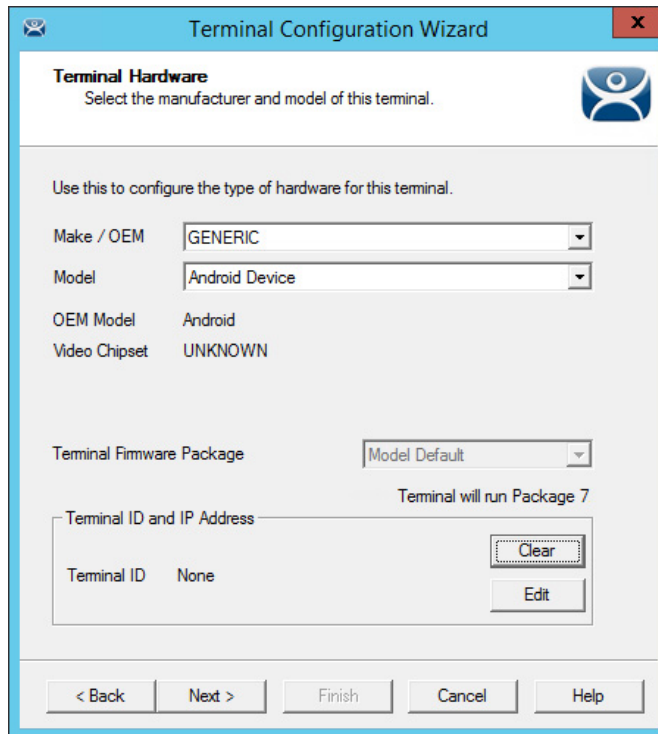 Terminal Configuration Wizard
x
Terminal Hardware
Select the manufacturer and model of this terminal.
Use this to configure the type of hardware for this terminal.
Make / OEM GENERIC
Model Android Device
OEM Model Android
Video Chipset UNKNOWN
Terminal Firmware Package Model Default
Terminal will run Package 7
Terminal ID and IP Address
Clear
Terminal ID None
Edit
< Back Next > Finish Cancel Help